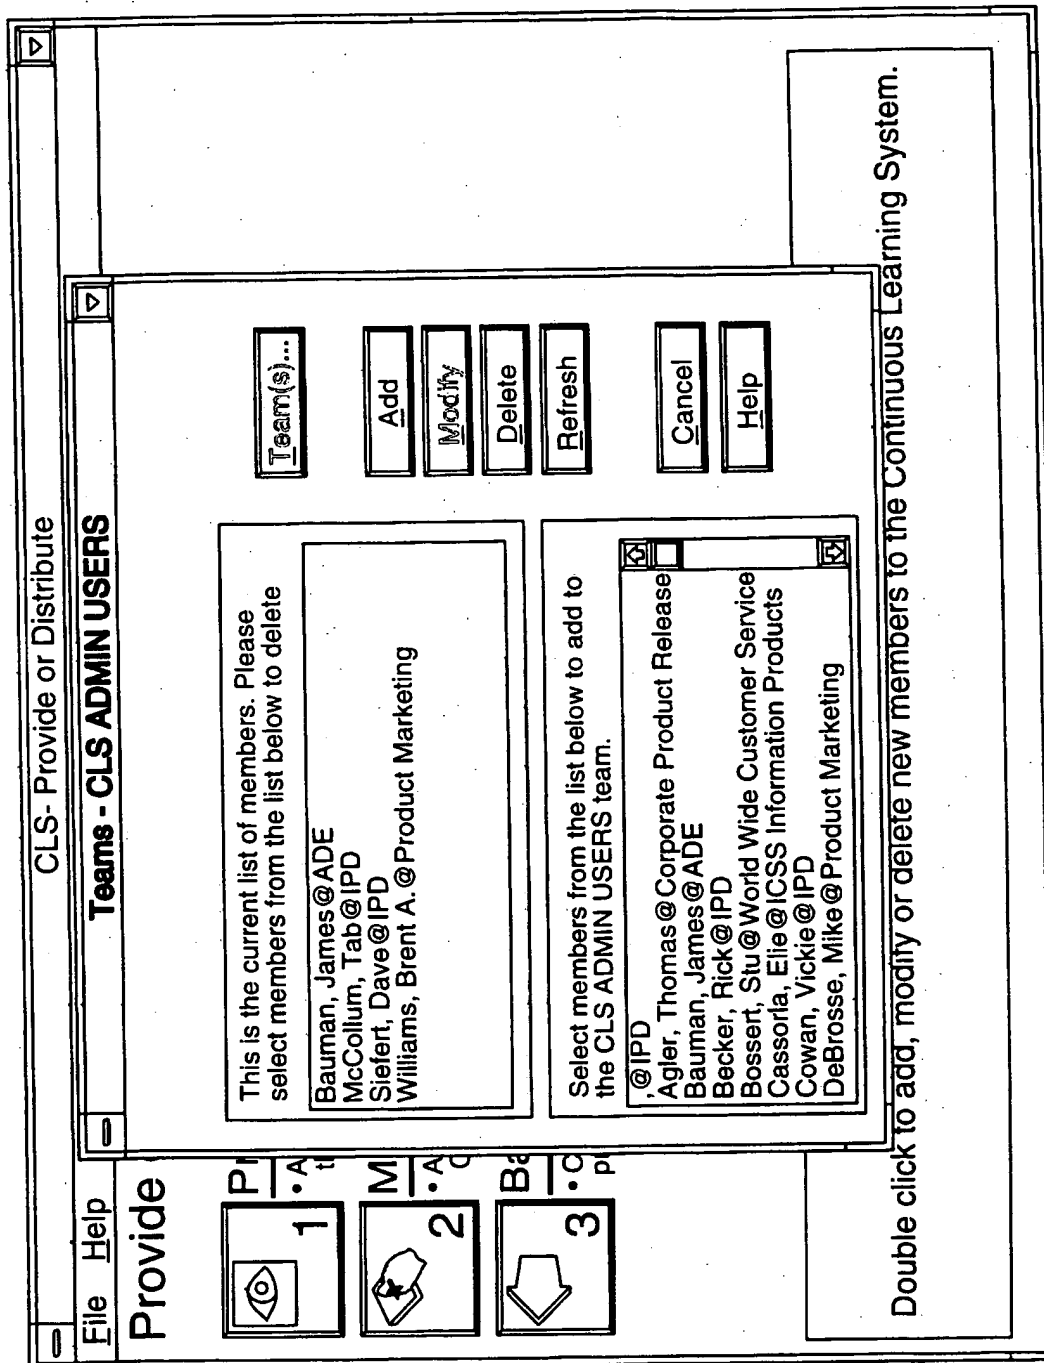 CLS- Provide or Distribute
File Help
Provide
1
Pr
• A
t
2
M
• A
3
Ba
• C
p
Teams - CLS ADMIN USERS
This is the current list of members. Please
select members from the list below to delete
Bauman, James@ADE
McCollum, Tab@IPD
Siefert, Dave@IPD
Williams, Brent A.@Product Marketing
Select members from the list below to add to
the CLS ADMIN USERS team.
,@IPD
Agler, Thomas@Corporate Product Release
Bauman, James@ADE
Becker, Rick@IPD
Bossert, Stu@World Wide Customer Service
Cassorla, Elie@ICSS Information Products
Cowan, Vickie@IPD
DeBrosse, Mike@Product Marketing
Team(s)...
Add
Modify
Delete
Refresh
Cancel
Help
Double click to add, modify or delete new members to the Continuous Learning System.